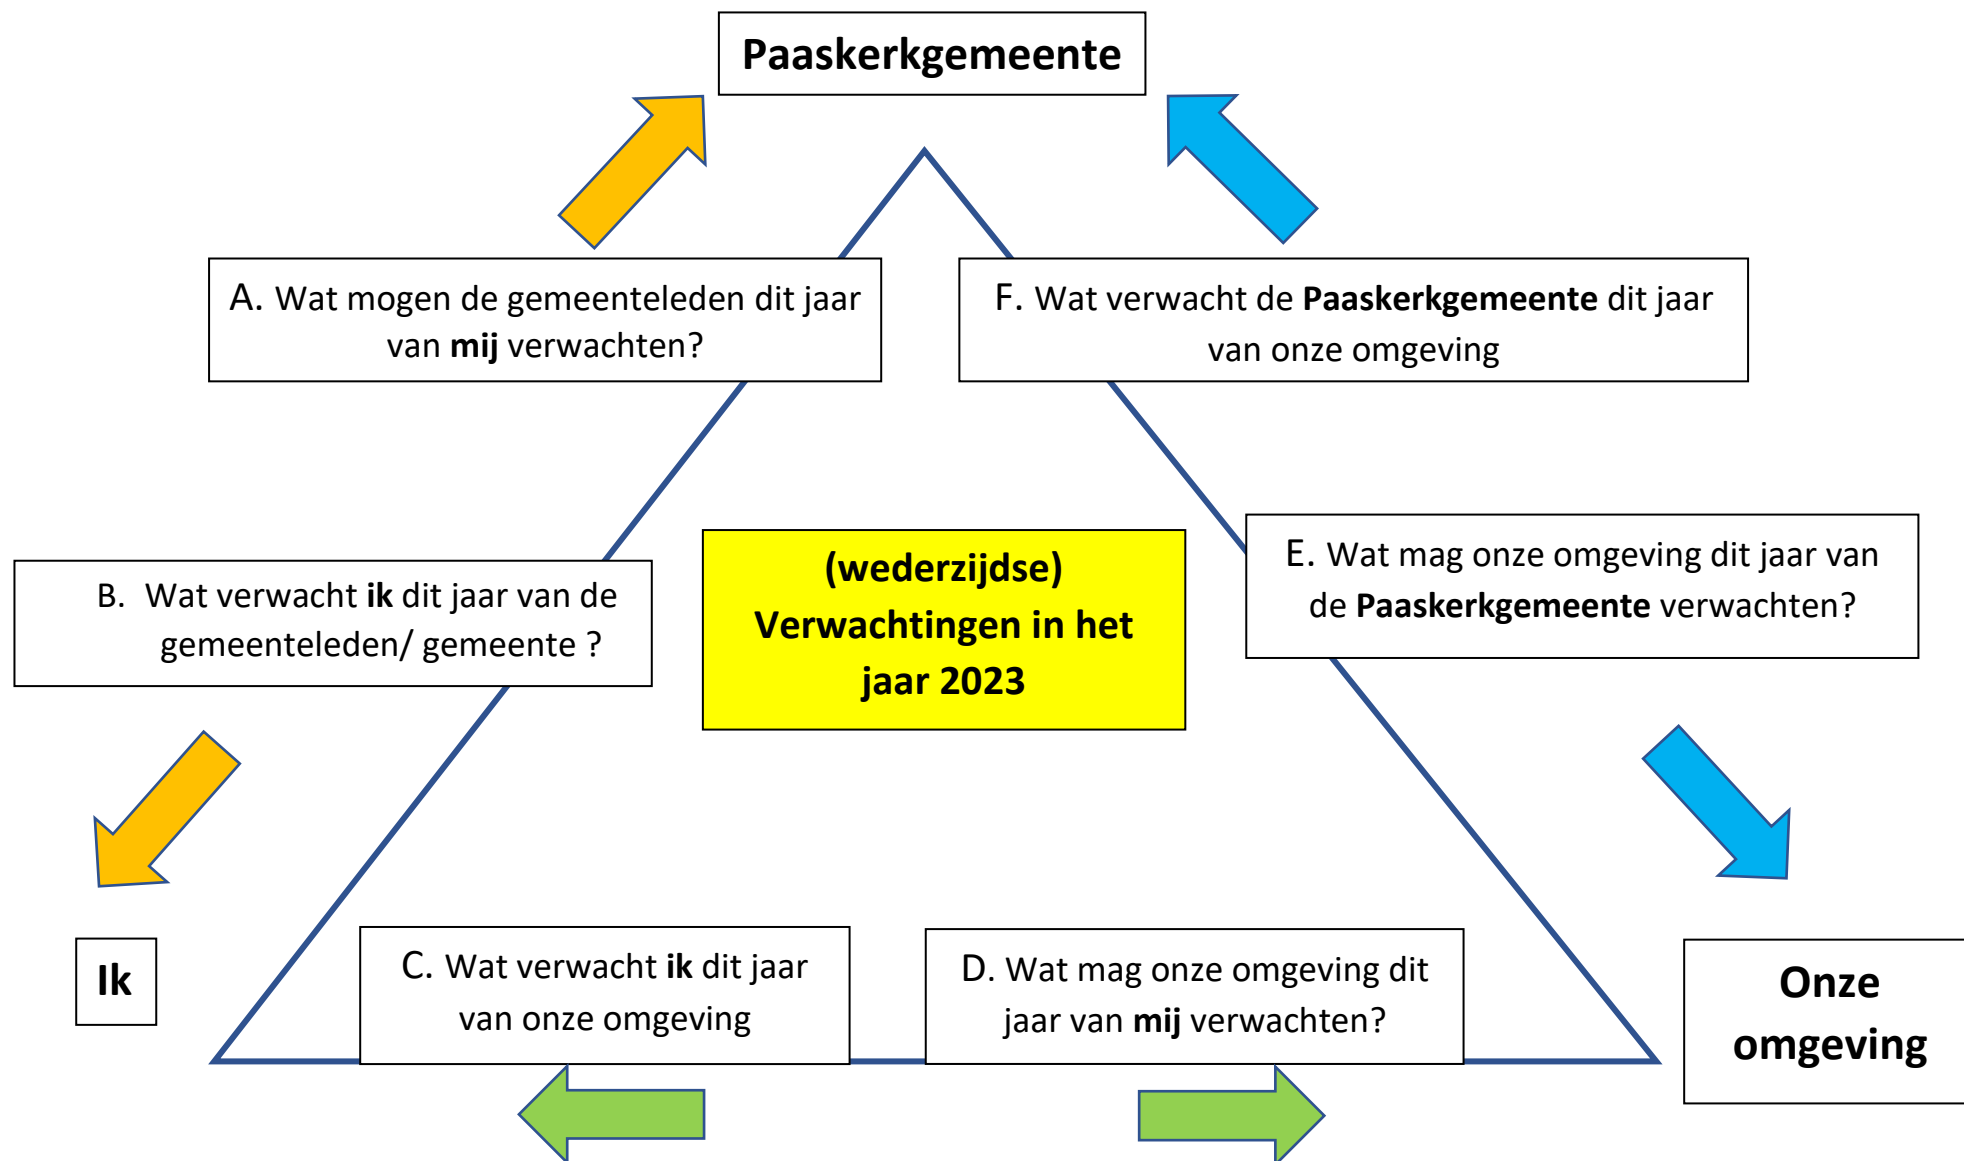 Paaskerkgemeente
A. Wat mogen de gemeenteleden dit jaar
van mij verwachten?
F. Wat verwacht de Paaskerkgemeente dit jaar
van onze omgeving
B. Wat verwacht ik dit jaar van de
gemeenteleden/ gemeente ?
(wederzijdse)
Verwachtingen in het
jaar 2023
E. Wat mag onze omgeving dit jaar van
de Paaskerkgemeente verwachten?
Ik
C. Wat verwacht ik dit jaar
van onze omgeving
D. Wat mag onze omgeving dit
jaar van mij verwachten?
Onze
omgeving